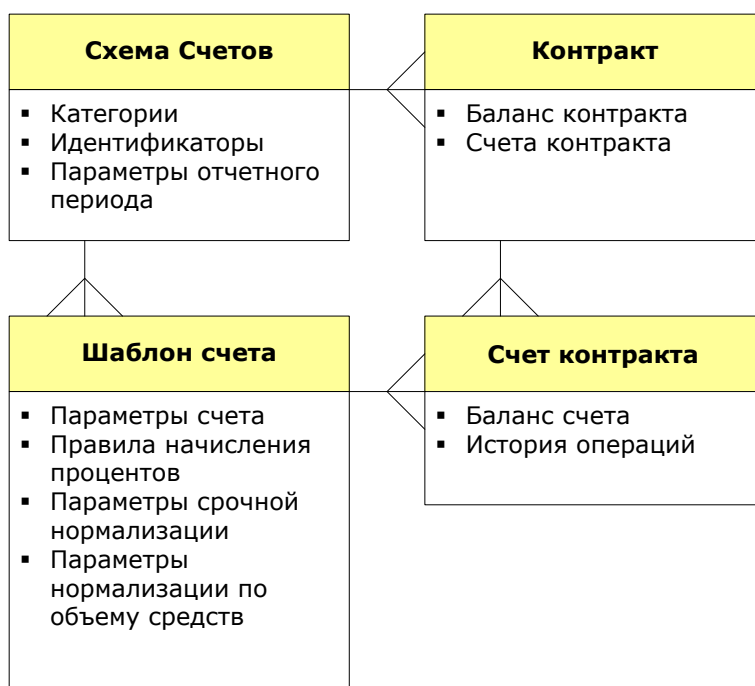 Схема Счетов
▪ Категории
▪ Идентификаторы
▪ Параметры отчетного
периода
Контракт
▪ Баланс контракта
▪ Счета контракта
Шаблон счета
▪ Параметры счета
▪ Правила начисления
процентов
▪ Параметры срочной
нормализации
▪ Параметры
нормализации по
объему средств
Счет контракта
▪ Баланс счета
▪ История операций